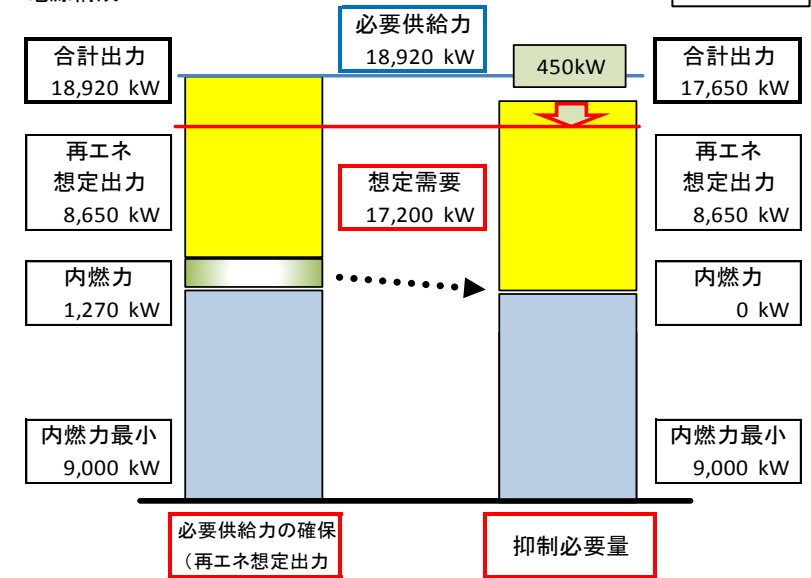 必要供給力
18,920 kW
450kW
合計出力
18,920 kW
合計出力
17,650 kW
再エネ
想定出力
8,650 kW
想定需要
17,200 kW
再エネ
想定出力
8,650 kW
内燃力
1,270 kW
内燃力
0 kW
内燃力最小
9,000 kW
内燃力最小
9,000 kW
必要供給力の確保
（再エネ想定出力
抑制必要量